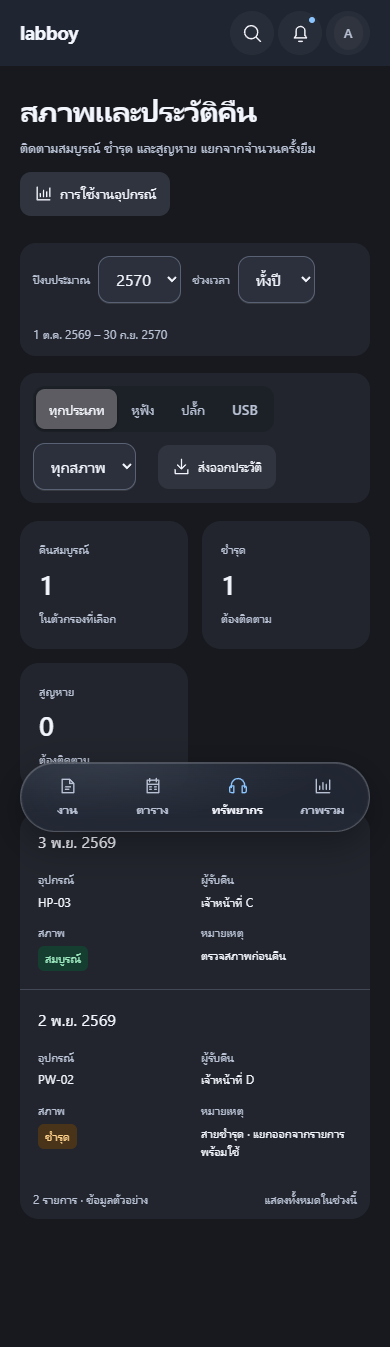 labboy
A
สภาพและประวัติคืน
ติดตามสมบูรณ์ ชำรุด และสูญหาย แยกจากจำนวนครั้งยืม
การใช้งานอุปกรณ์
ปีงบประมาณ 2570 ช่วงเวลา ทั้งปี
1 ต.ค. 2569 – 30 ก.ย. 2570
ทุกประเภท หูฟัง ปลั๊ก USB
ทุกสภาพ ส่งออกประวัติ
คืนสมบูรณ์
1
ในตัวกรองที่เลือก
ชำรุด
1
ต้องติดตาม
สูญหาย
0
ต้องติดตาม
งาน ตาราง ทรัพยากร ภาพรวม
3 พ.ย. 2569
อุปกรณ์ ผู้รับคืน
HP-03 เจ้าหน้าที่ C
สภาพ หมายเหตุ
สมบูรณ์ ตรวจสภาพก่อนคืน
2 พ.ย. 2569
อุปกรณ์ ผู้รับคืน
PW-02 เจ้าหน้าที่ D
สภาพ หมายเหตุ
ชำรุด สายชำรุด · แยกออกจากรายการ
พร้อมใช้
2 รายการ · ข้อมูลตัวอย่าง แสดงทั้งหมดในช่วงนี้